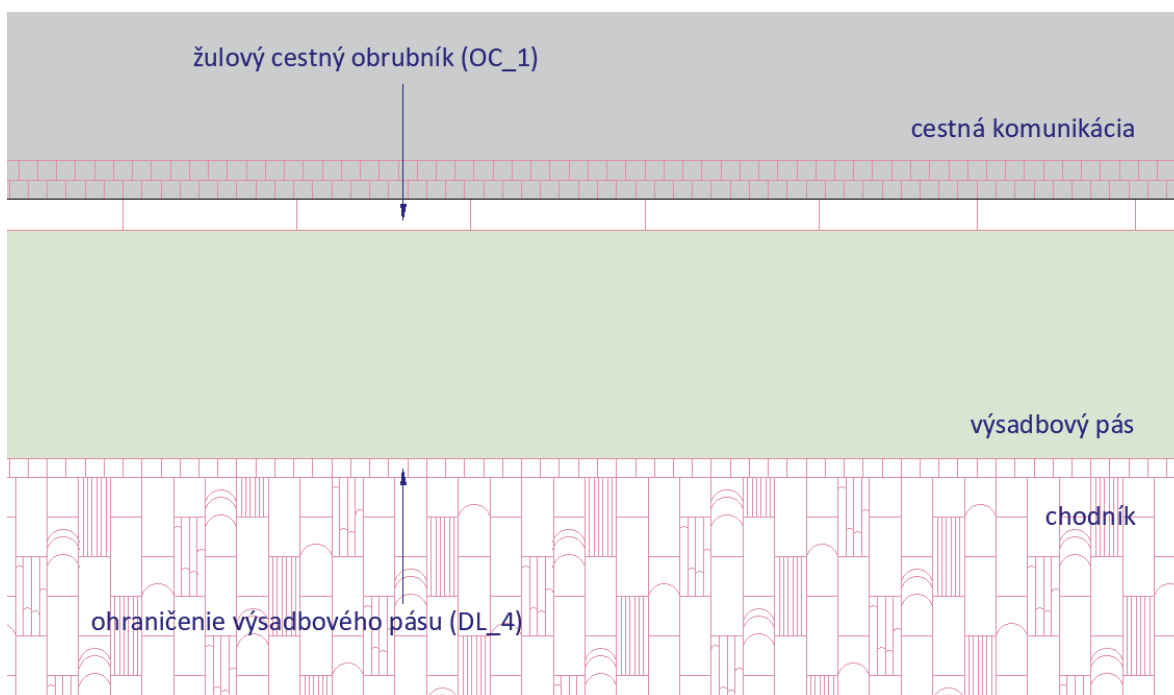 žulový cestný obrubník (OC_1)
cestná komunikácia
výsadbový pás
chodník
ohraničenie výsadbového pásu (DL_4)